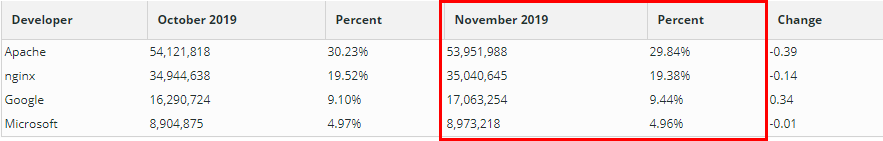 Developer October 2019 Percent November 2019 Percent Change
Apache 54,121,818 30.23% 53,951,988 29.84% -0.39
nginx 34,944,638 19.52% 35,040,645 19.38% -0.14
Google 16,290,724 9.10% 17,063,254 9.44% 0.34
Microsoft 8,904,875 4.97% 8,973,218 4.96% -0.01